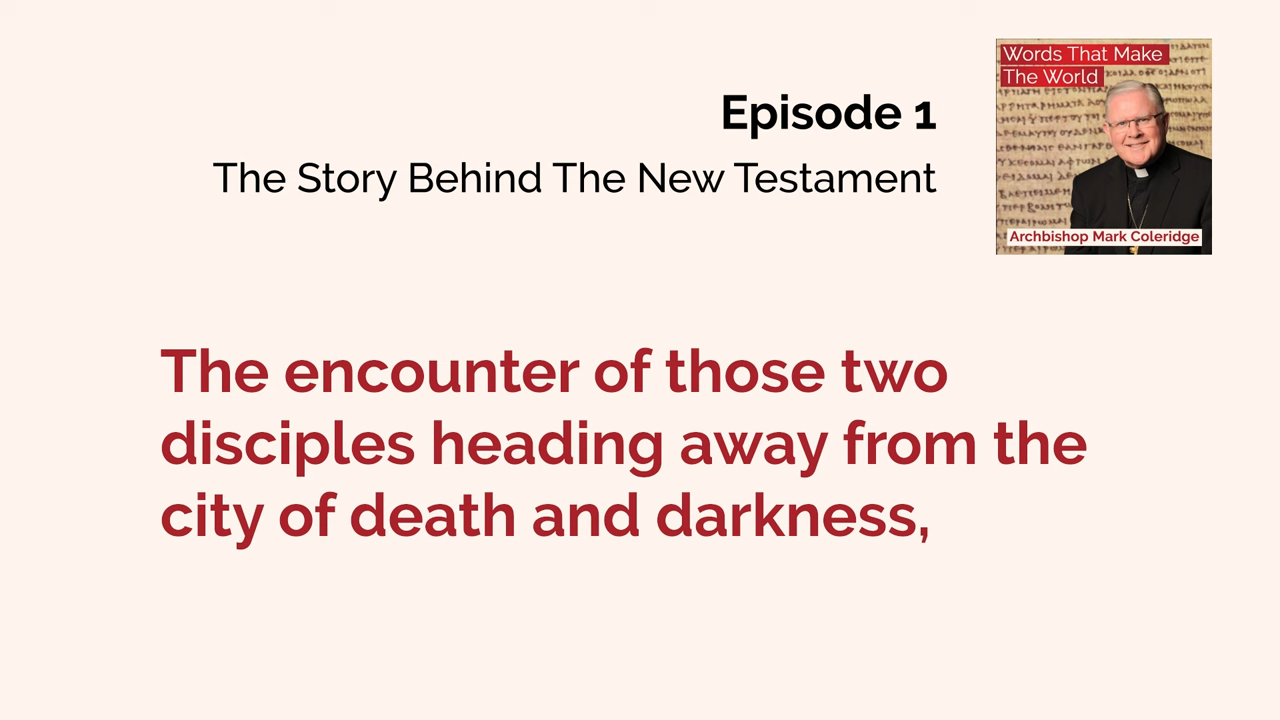 Episode 1
The Story Behind The New Testament
Words That Make
The World
Archbishop Mark Coleridge
The encounter of those two
disciples heading away from the
city of death and darkness,